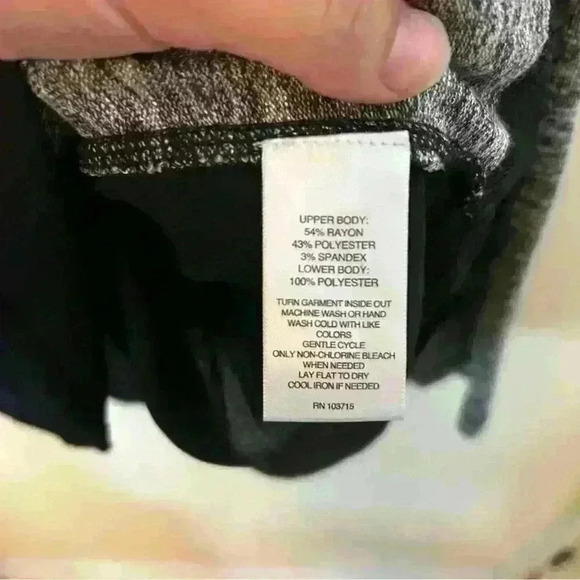 UPPER BODY:
54% RAYON
43% POLYESTER
3% SPANDEX
LOWER BODY:
100% POLYESTER
TURN GARMENT INSIDE OUT
MACHINE WASH OR HAND
WASH COLD WITH LIKE
COLORS
GENTLE CYCLE
ONLY NON-CHLORINE BLEACH
WHEN NEEDED
LAY FLAT TO DRY
COOL IRON IF NEEDED
RN 103715